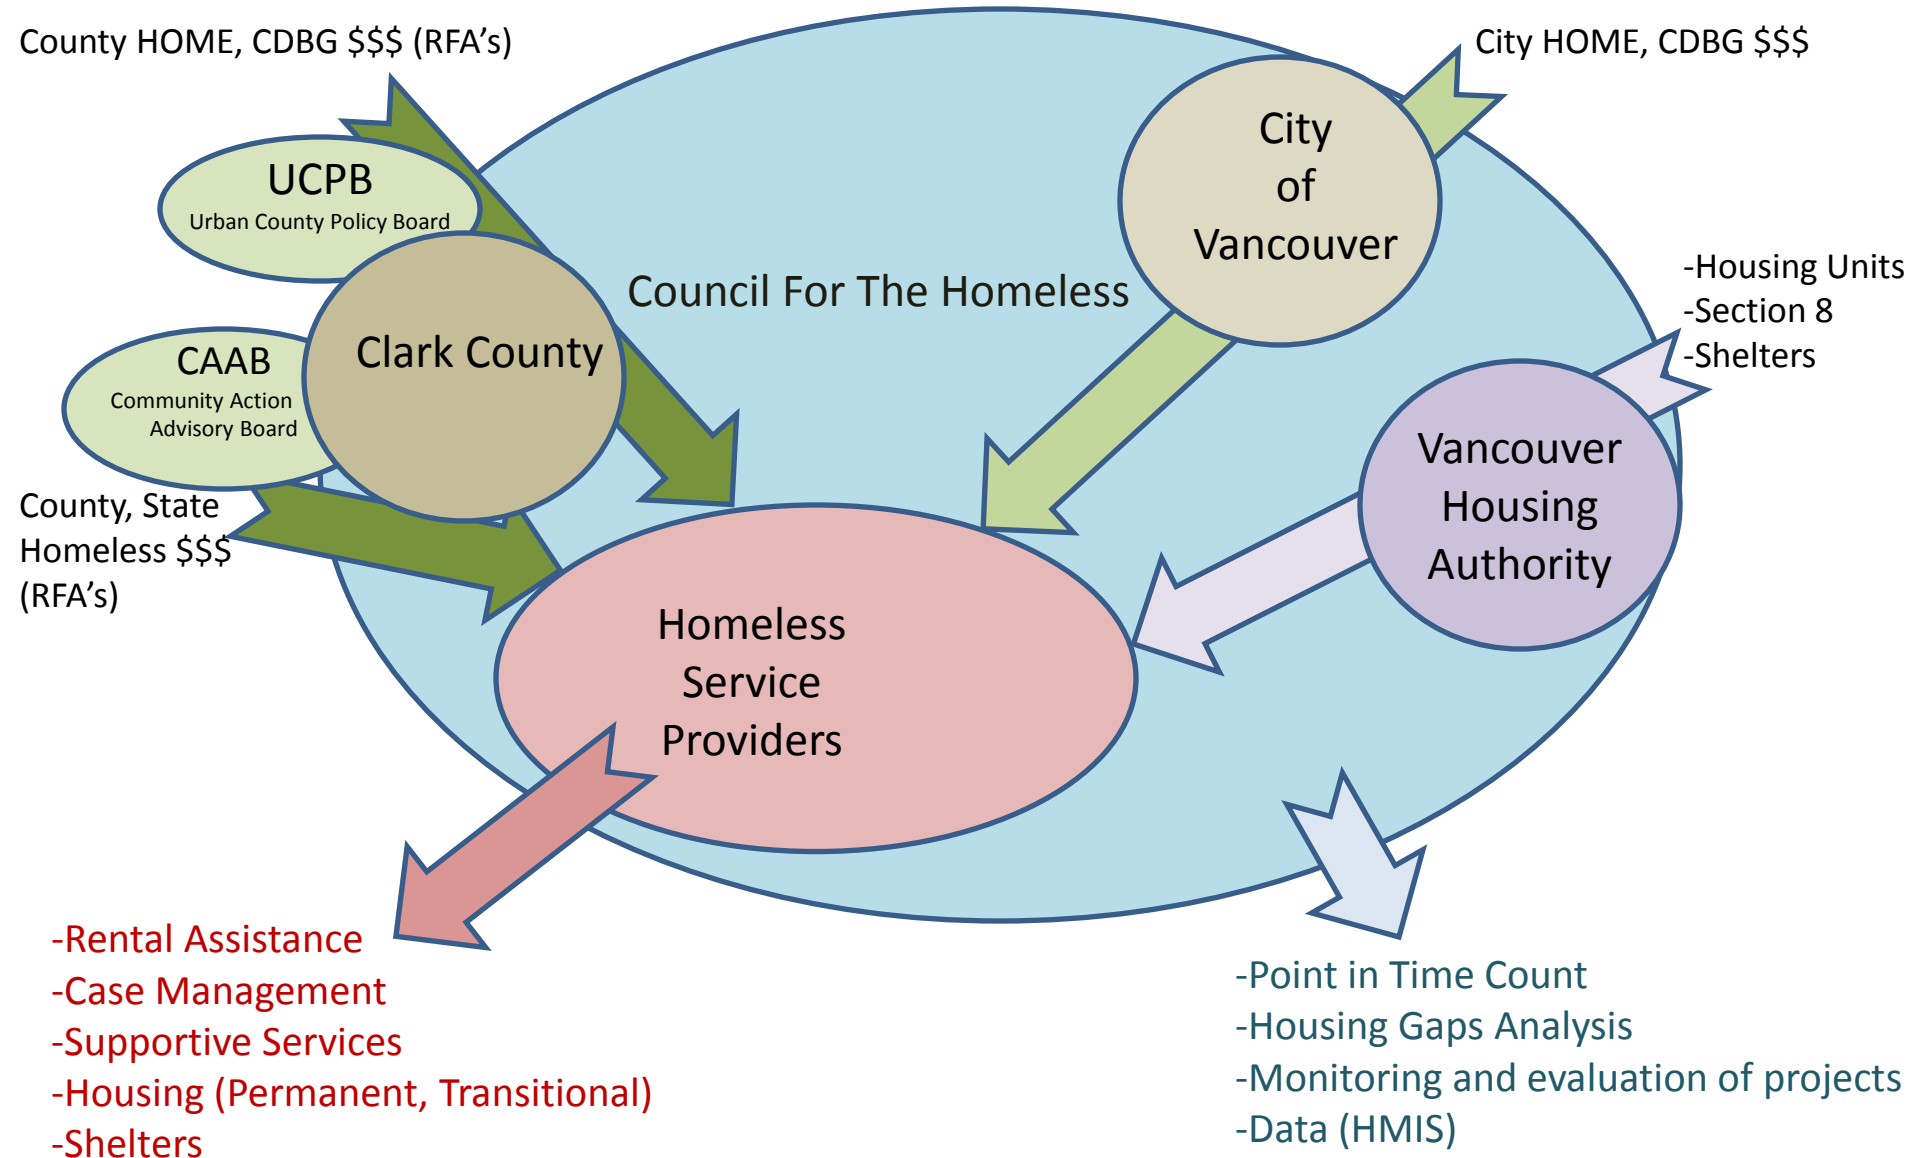 County HOME, CDBG $$$ (RFA's)
City HOME, CDBG $$$
UCPB
Urban County Policy Board
City
of
Vancouver
Council For The Homeless
-Housing Units
-Section 8
-Shelters
Clark County
CAAB
Community Action
Advisory Board
Vancouver
Housing
Authority
County, State
Homeless $$$
(RFA's)
Homeless
Service
Providers
-Rental Assistance
-Case Management
-Supportive Services
-Housing (Permanent, Transitional)
-Shelters
-Point in Time Count
-Housing Gaps Analysis
-Monitoring and evaluation of projects
-Data (HMIS)